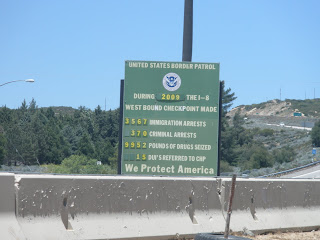 UNITED STATES BORDER PATROL
DURING 2009 THE I-8
WEST BOUND CHECKPOINT MADE
3567 IMMIGRATION ARRESTS
370 CRIMINAL ARRESTS
9952 POUNDS OF DRUGS SEIZED
15 DUI'S REFERRED TO CHP
We Protect America